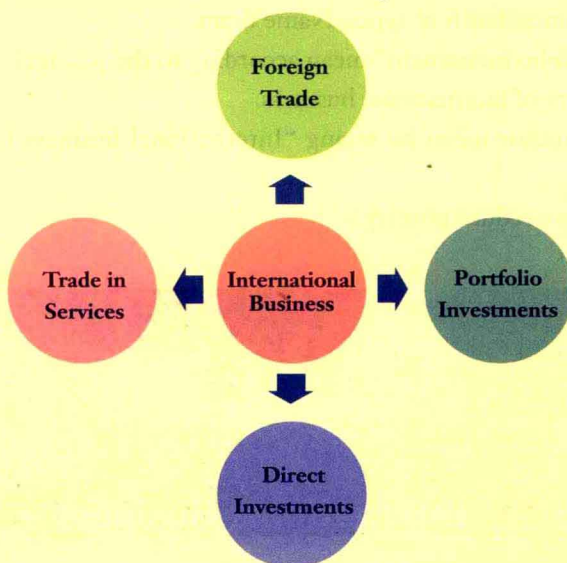 Foreign
Trade
Trade in
Services
International
Business
Portfolio
Investments
Direct
Investments